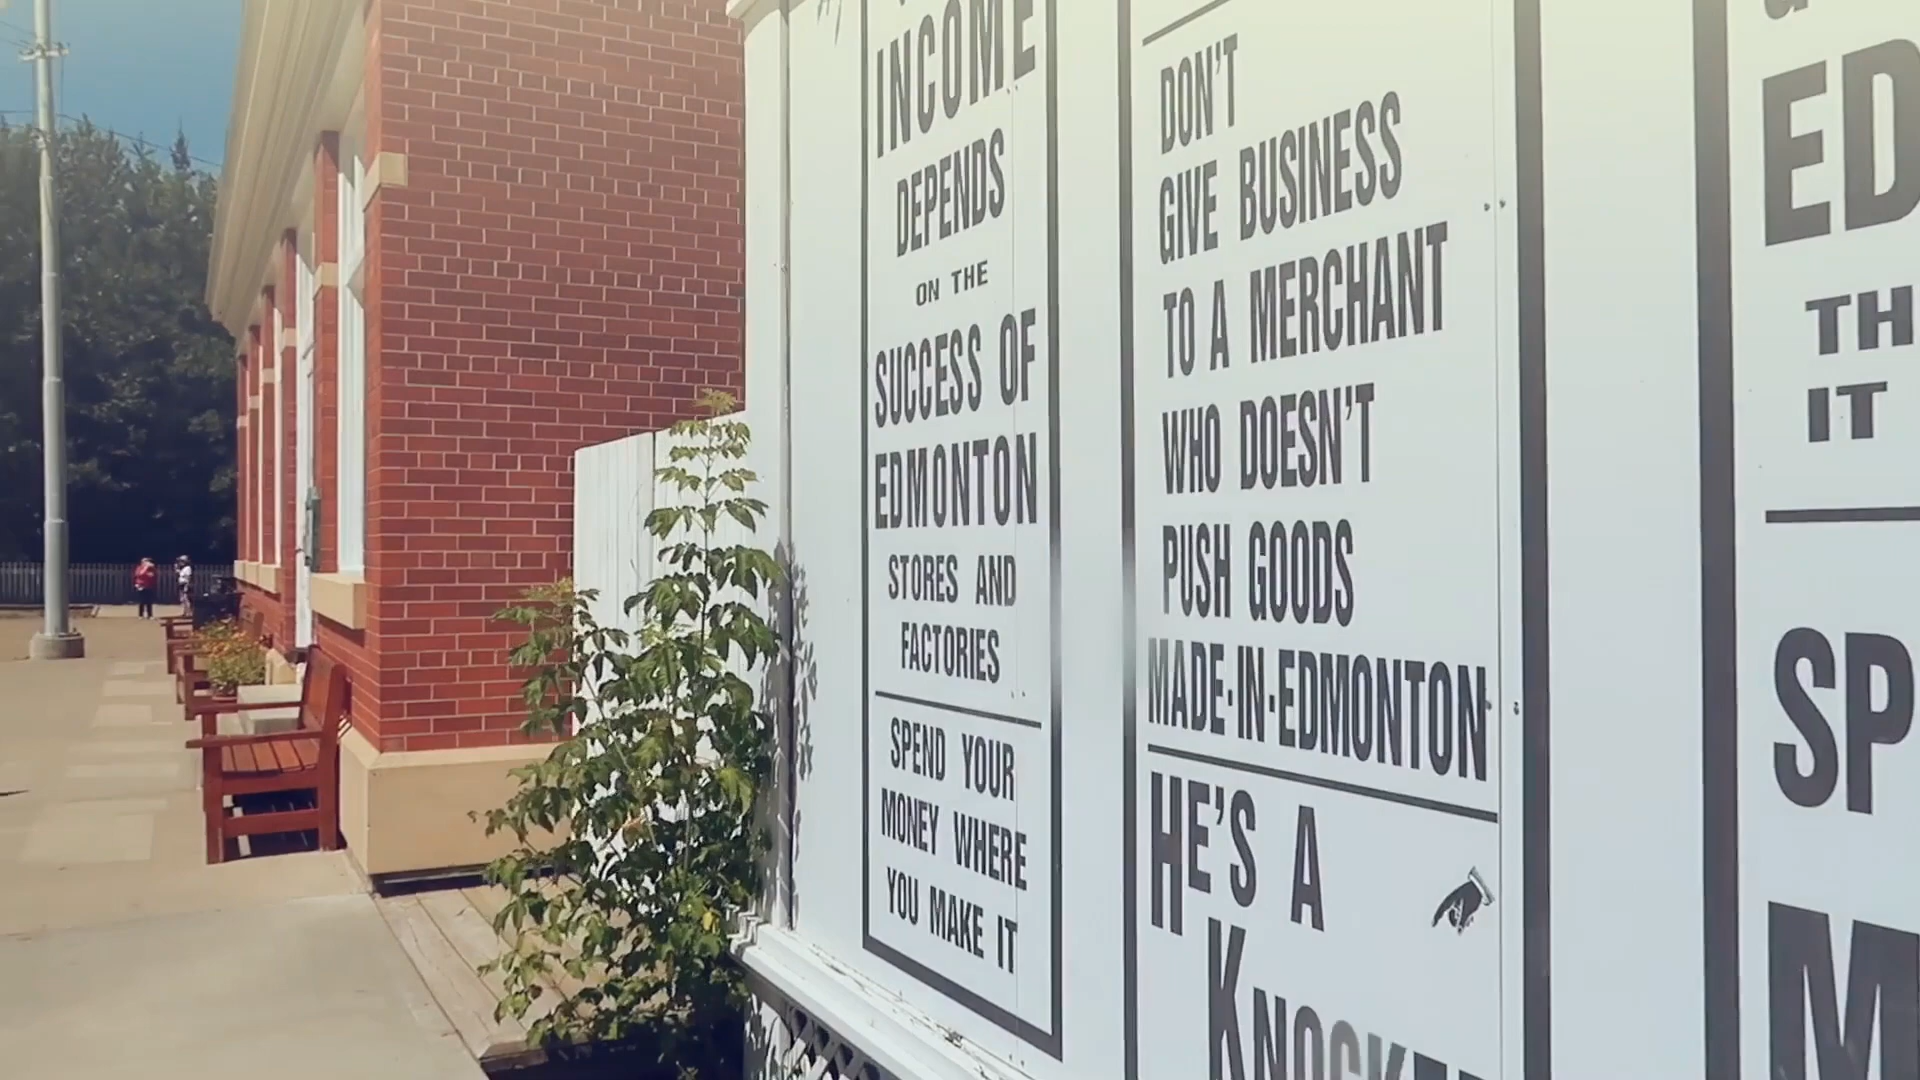 INCOME
DEPENDS
ON THE
SUCCESS OF
EDMONTON
STORES AND
FACTORIES
SPEND YOUR
MONEY WHERE
YOU MAKE IT
DON'T
GIVE BUSINESS
TO A MERCHANT
WHO DOESN'T
PUSH GOODS
MADE-IN-EDMONTON
HE'S A